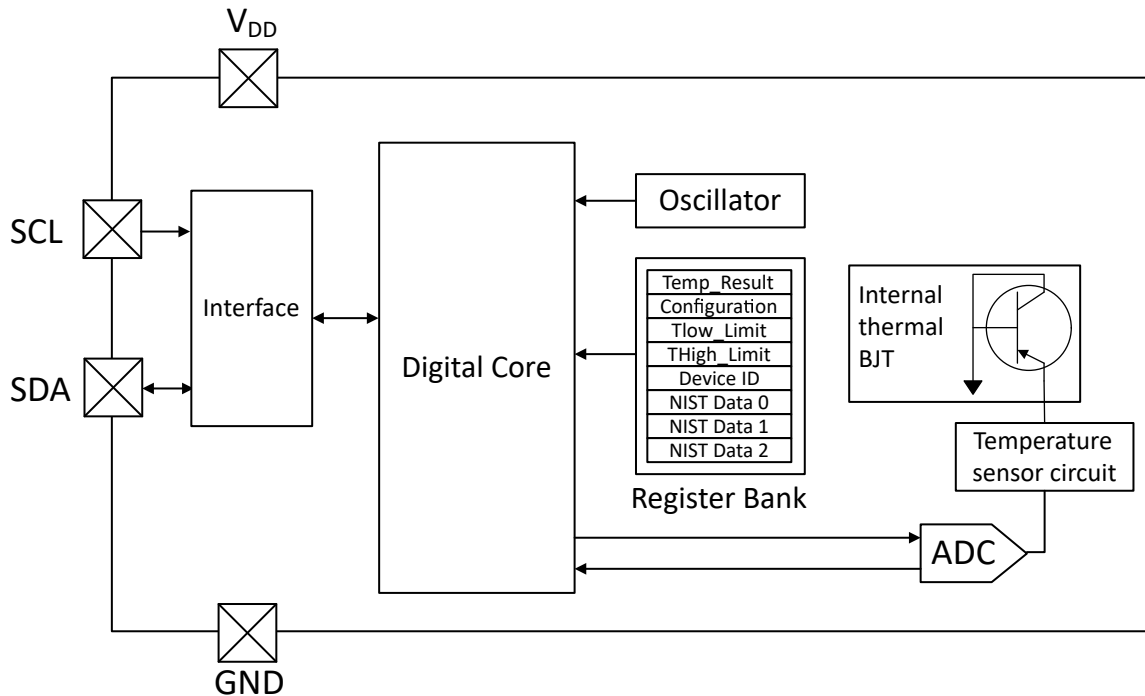 VDD
SCL
SDA
GND
Interface
Digital Core
Oscillator
Temp_Result
Configuration
Tlow_Limit
THigh_Limit
Device ID
NIST Data 0
NIST Data 1
NIST Data 2
Register Bank
Internal
thermal
BJT
Temperature
sensor circuit
ADC